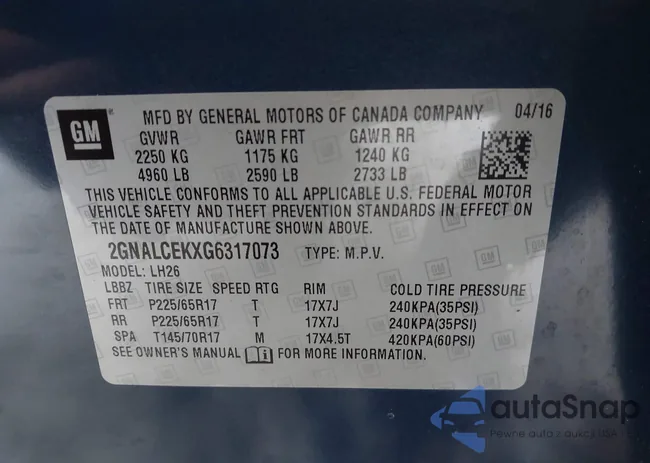 GM
MFD BY GENERAL MOTORS OF CANADA COMPANY 04/16
GVWR GAWR FRT GAWR RR
2250 KG 1175 KG 1240 KG
4960 LB 2590 LB 2733 LB
THIS VEHICLE CONFORMS TO ALL APPLICABLE U.S. FEDERAL MOTOR
VEHICLE SAFETY AND THEFT PREVENTION STANDARDS IN EFFECT ON
THE DATE OF MANUFACTURE SHOWN ABOVE.
2GNALCEKXG6317073 TYPE: M.P.V.
MODEL: LH26
LBBZ TIRE SIZE SPEED RTG RIM COLD TIRE PRESSURE
FRT P225/65R17 T 17X7J 240KPA(35PSI)
RR P225/65R17 T 17X7J 240KPA(35PSI)
SPA T145/70R17 M 17X4.5T 420KPA(60PSI)
SEE OWNER'S MANUAL FOR MORE INFORMATION.
autoSnap
Pewne auto z aukcji USA